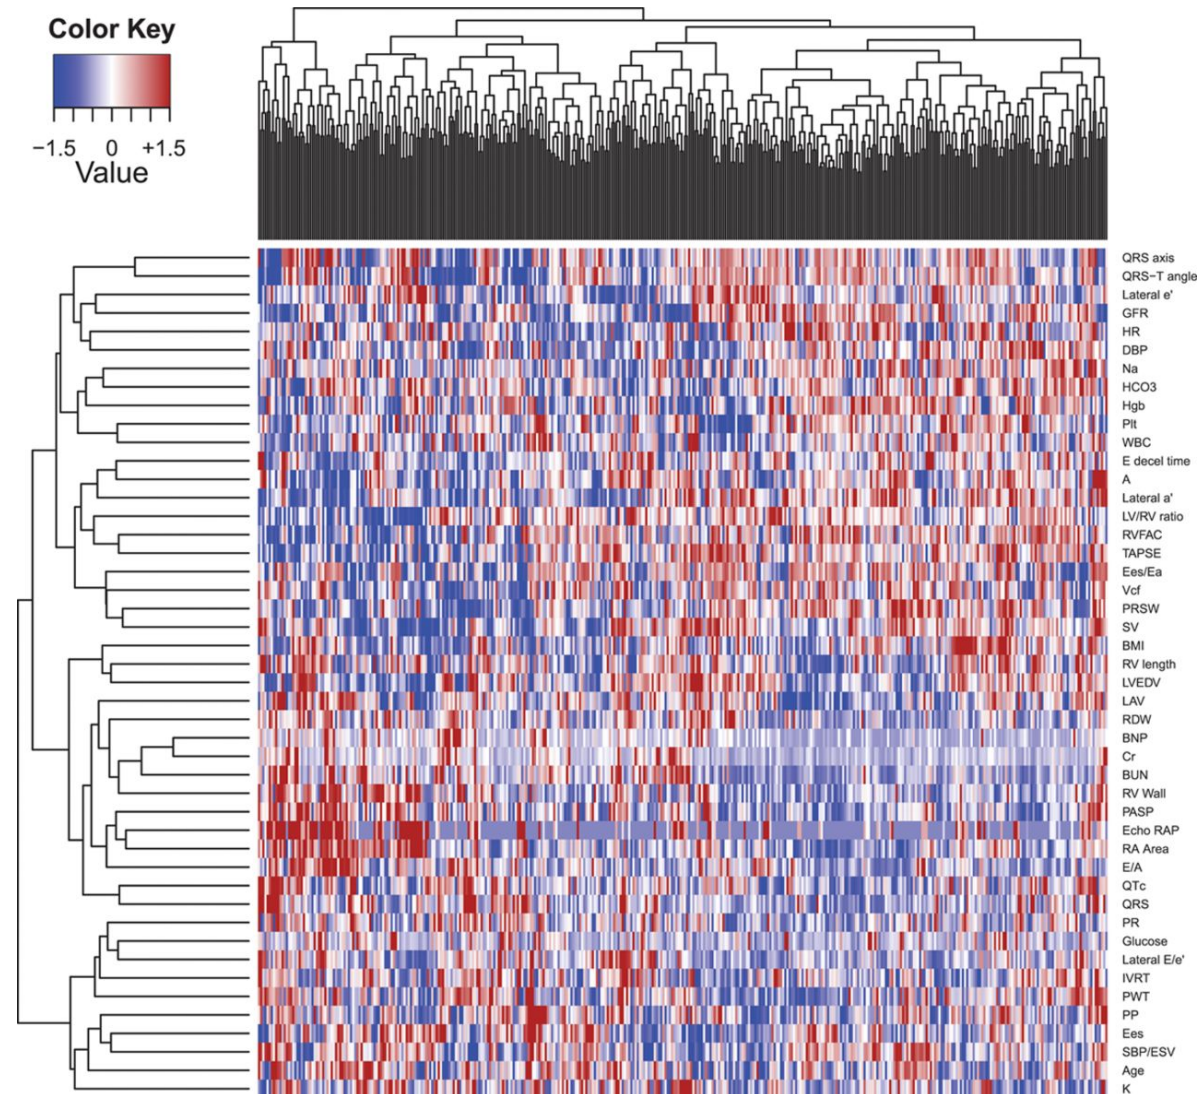 Color Key
−1.5 0 +1.5
Value
QRS axis
QRS−T angle
Lateral e'
GFR
HR
DBP
Na
HCO3
Hgb
Plt
WBC
E decel time
A
Lateral a'
LV/RV ratio
RVFAC
TAPSE
Ees/Ea
Vcf
PRSW
SV
BMI
RV length
LVEDV
LAV
RDW
BNP
Cr
BUN
RV Wall
PASP
Echo RAP
RA Area
E/A
QTc
QRS
PR
Glucose
Lateral E/e'
IVRT
PWT
PP
Ees
SBP/ESV
Age
K